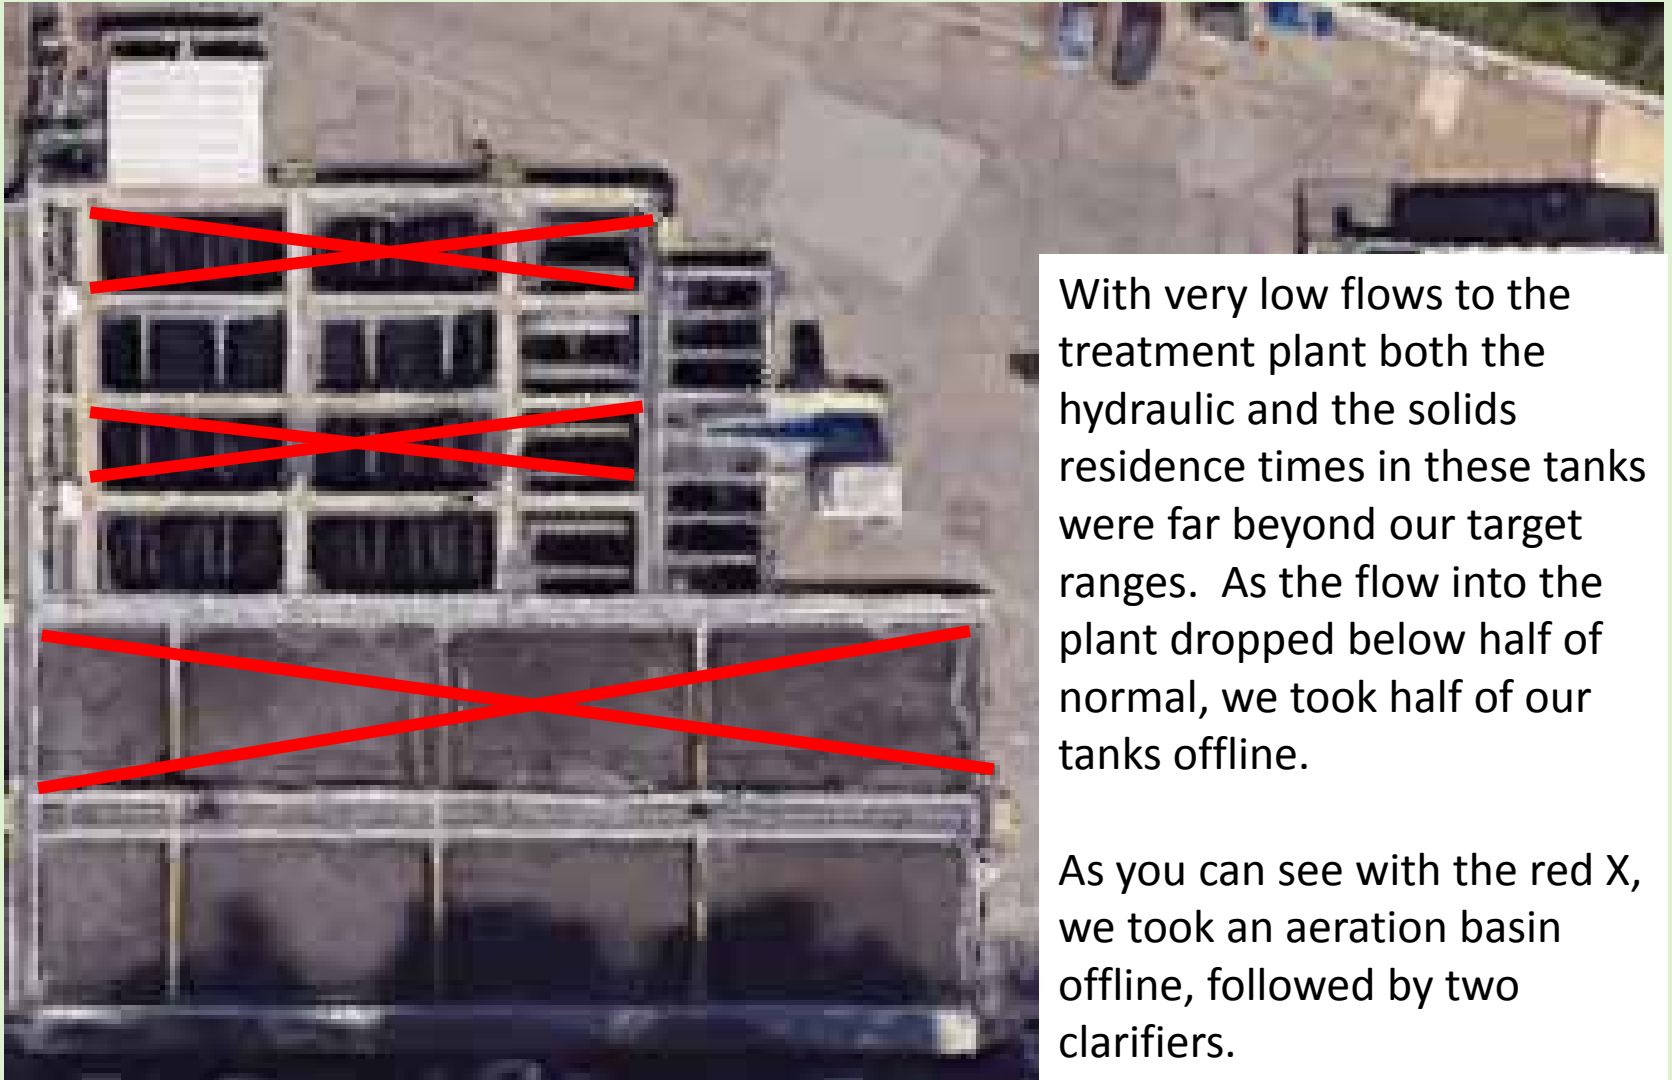 With very low flows to the
treatment plant both the
hydraulic and the solids
residence times in these tanks
were far beyond our target
ranges.  As the flow into the
plant dropped below half of
normal, we took half of our
tanks offline.
As you can see with the red X,
we took an aeration basin
offline, followed by two
clarifiers.